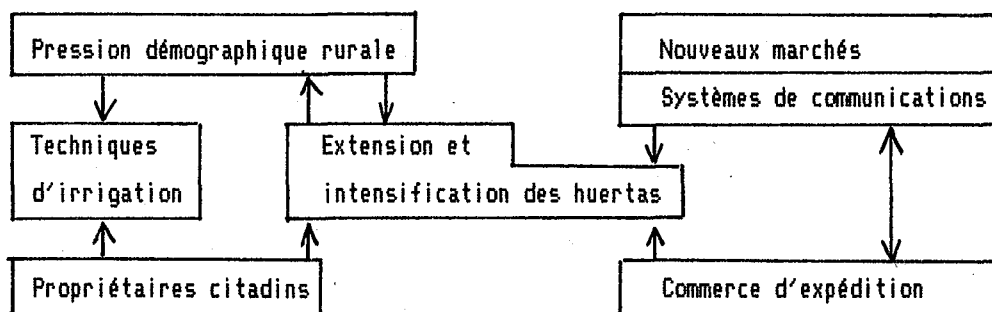 Pression démographique rurale
Nouveaux marchés
Systèmes de communications
Techniques
d'irrigation
Extension et
intensification des huertas
Propriétaires citadins
Commerce d'expédition